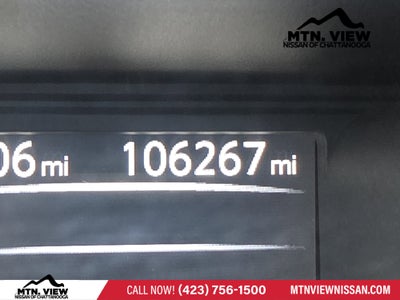 MTN. VIEW
NISSAN OF CHATTANOOGA
06 mi 106267 mi
MTN. VIEW
NISSAN OF CHATTANOOGA
CALL NOW! (423) 756-1500
MTNVIEWNISSAN.COM